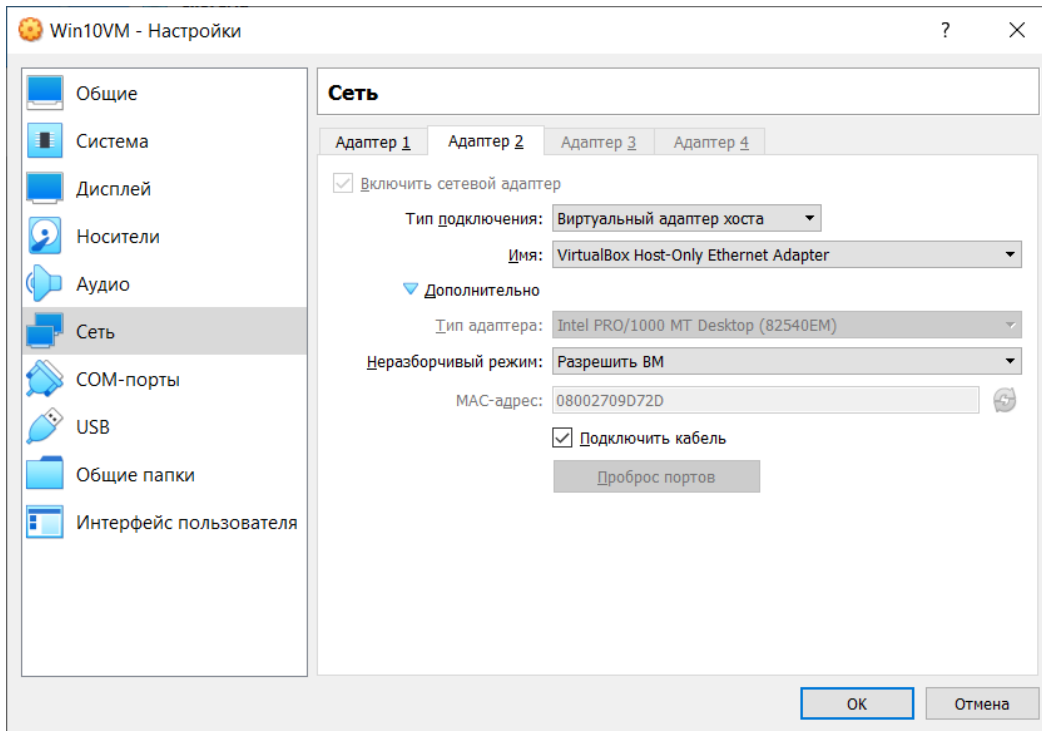 Win10VM - Настройки
?
Общие
Система
Дисплей
Носители
Аудио
Сеть
COM-порты
USB
Общие папки
Интерфейс пользователя
Сеть
Адаптер 1 Адаптер 2 Адаптер 3 Адаптер 4
Включить сетевой адаптер
Тип подключения: Виртуальный адаптер хоста
Имя: VirtualBox Host-Only Ethernet Adapter
Дополнительно
Тип адаптера: Intel PRO/1000 MT Desktop (82540EM)
Неразборчивый режим: Разрешить ВМ
MAC-адрес: 08002709D72D
Подключить кабель
Проброс портов
OK Отмена